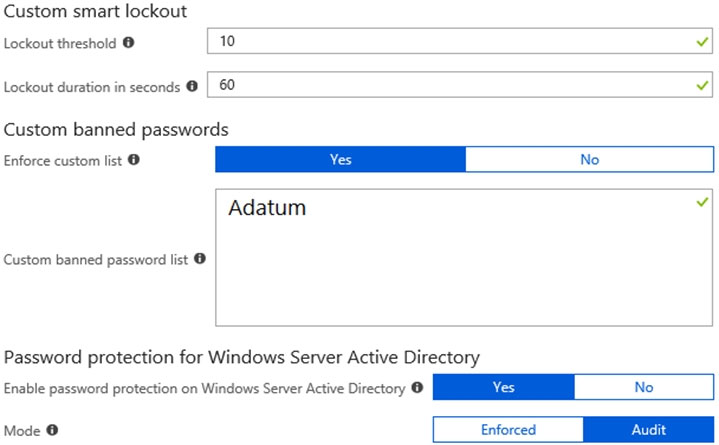 Custom smart lockout
Lockout threshold 10
Lockout duration in seconds 60
Custom banned passwords
Enforce custom list Yes No
Adatum
Custom banned password list
Password protection for Windows Server Active Directory
Enable password protection on Windows Server Active Directory Yes No
Mode Enforced Audit